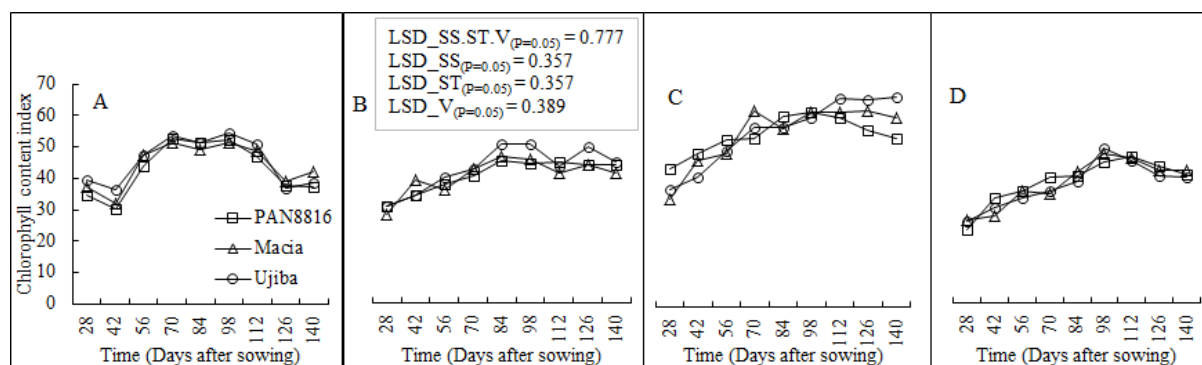 A
Chlorophyll content index
70
60
50
40
30
20
10
0
PAN8816
Macia
Ujiba
28 42 56 70 84 98 112 126 140
Time (Days after sowing)
B
LSD_SS.ST.V(P=0.05) = 0.777
LSD_SS(P=0.05) = 0.357
LSD_ST(P=0.05) = 0.357
LSD_V(P=0.05) = 0.389
28 42 56 70 84 98 112 126 140
Time (Days after sowing)
C
28 42 56 70 84 98 112 126 140
Time (Days after sowing)
D
28 42 56 70 84 98 112 126 140
Time (Days after sowing)